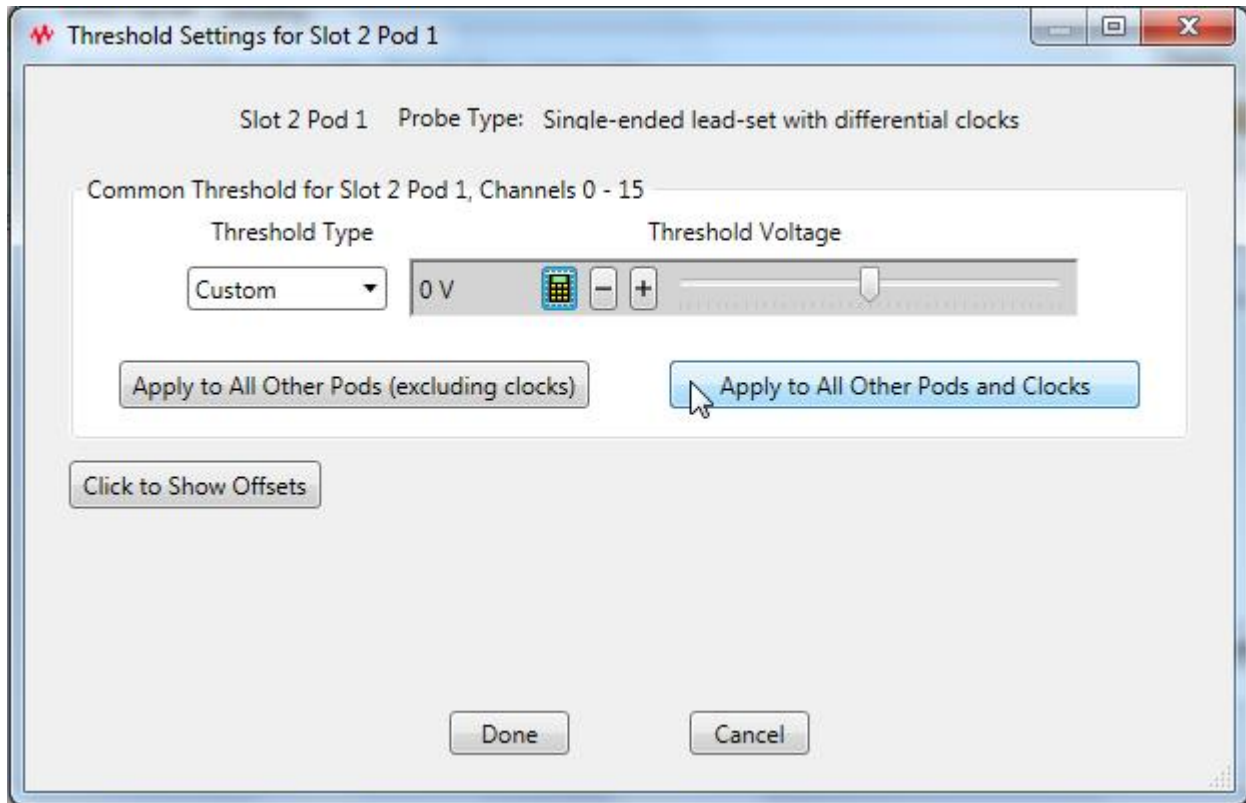 Threshold Settings for Slot 2 Pod 1
Slot 2 Pod 1 Probe Type: Single-ended lead-set with differential clocks
Common Threshold for Slot 2 Pod 1, Channels 0 - 15
Threshold Type Threshold Voltage
Custom 0 V - +
Apply to All Other Pods (excluding clocks) Apply to All Other Pods and Clocks
Click to Show Offsets
Done Cancel